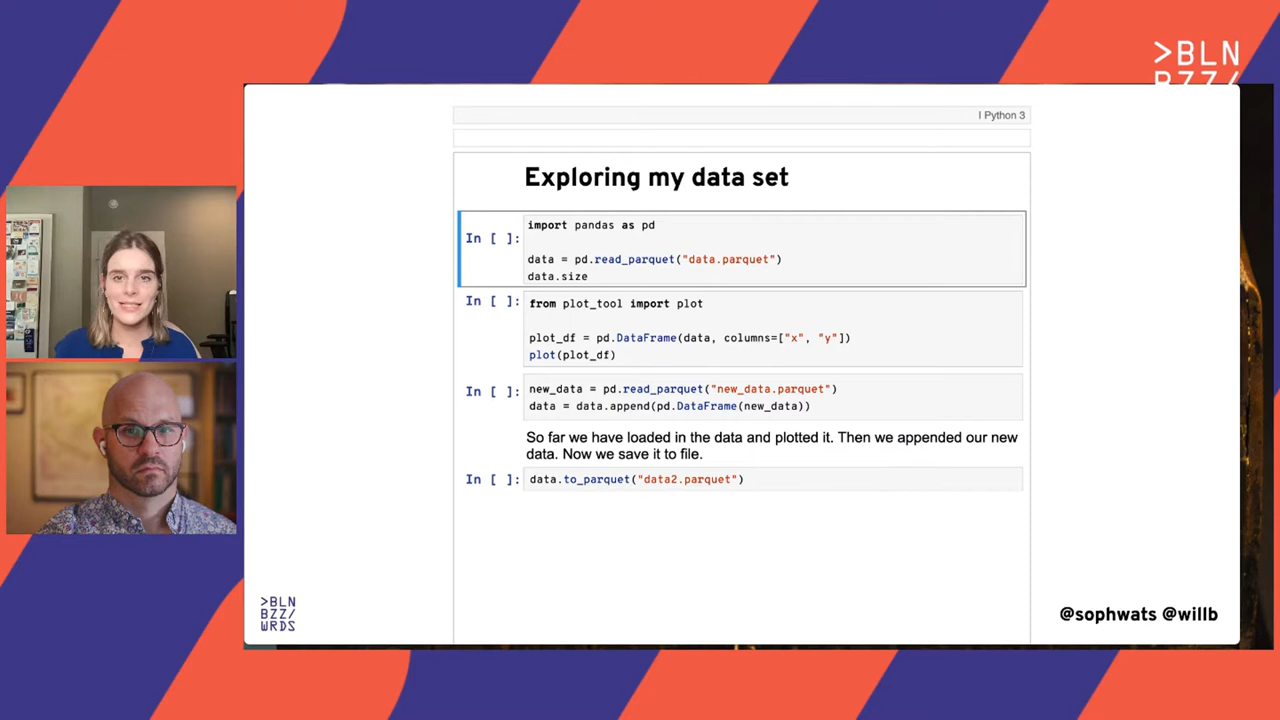 >BLN
BZZ/
I Python 3
Exploring my data set
In [ ]:
import pandas as pd
data = pd.read_parquet("data.parquet")
data.size
In [ ]:
from plot_tool import plot
plot_df = pd.DataFrame(data, columns=["x", "y"])
plot(plot_df)
In [ ]:
new_data = pd.read_parquet("new_data.parquet")
data = data.append(pd.DataFrame(new_data))
So far we have loaded in the data and plotted it. Then we appended our new
data. Now we save it to file.
In [ ]:
data.to_parquet("data2.parquet")
>BLN
BZZ/
WRDS
@sophwats @willb